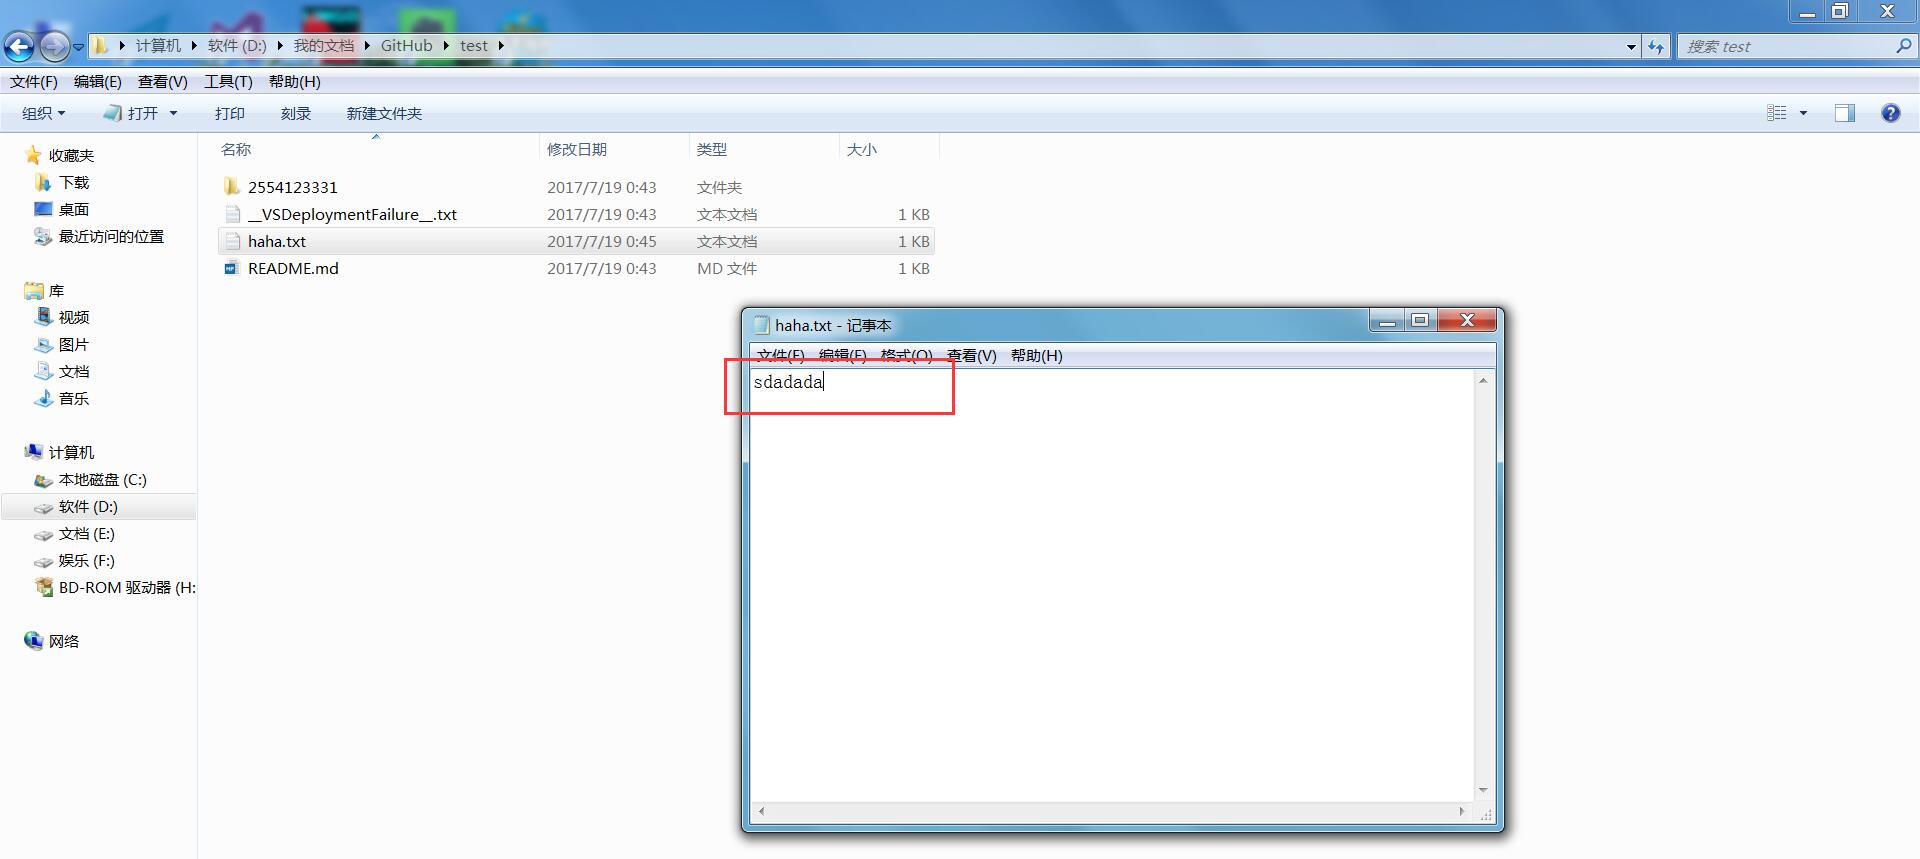 计算机 软件 (D:) 我的文档 GitHub test
搜索 test
文件(F) 编辑(E) 查看(V) 工具(T) 帮助(H)
组织 打开 打印 刻录 新建文件夹
收藏夹
下载
桌面
最近访问的位置
库
视频
图片
文档
音乐
计算机
本地磁盘 (C:)
软件 (D:)
文档 (E:)
娱乐 (F:)
BD-ROM 驱动器 (H:
网络
名称 修改日期 类型 大小
2554123331 2017/7/19 0:43 文件夹
__VSDeploymentFailure__.txt 2017/7/19 0:43 文本文档 1 KB
haha.txt 2017/7/19 0:45 文本文档 1 KB
README.md 2017/7/19 0:43 MD 文件 1 KB
haha.txt - 记事本
文件(F) 编辑(E) 格式(O) 查看(V) 帮助(H)
sdadada